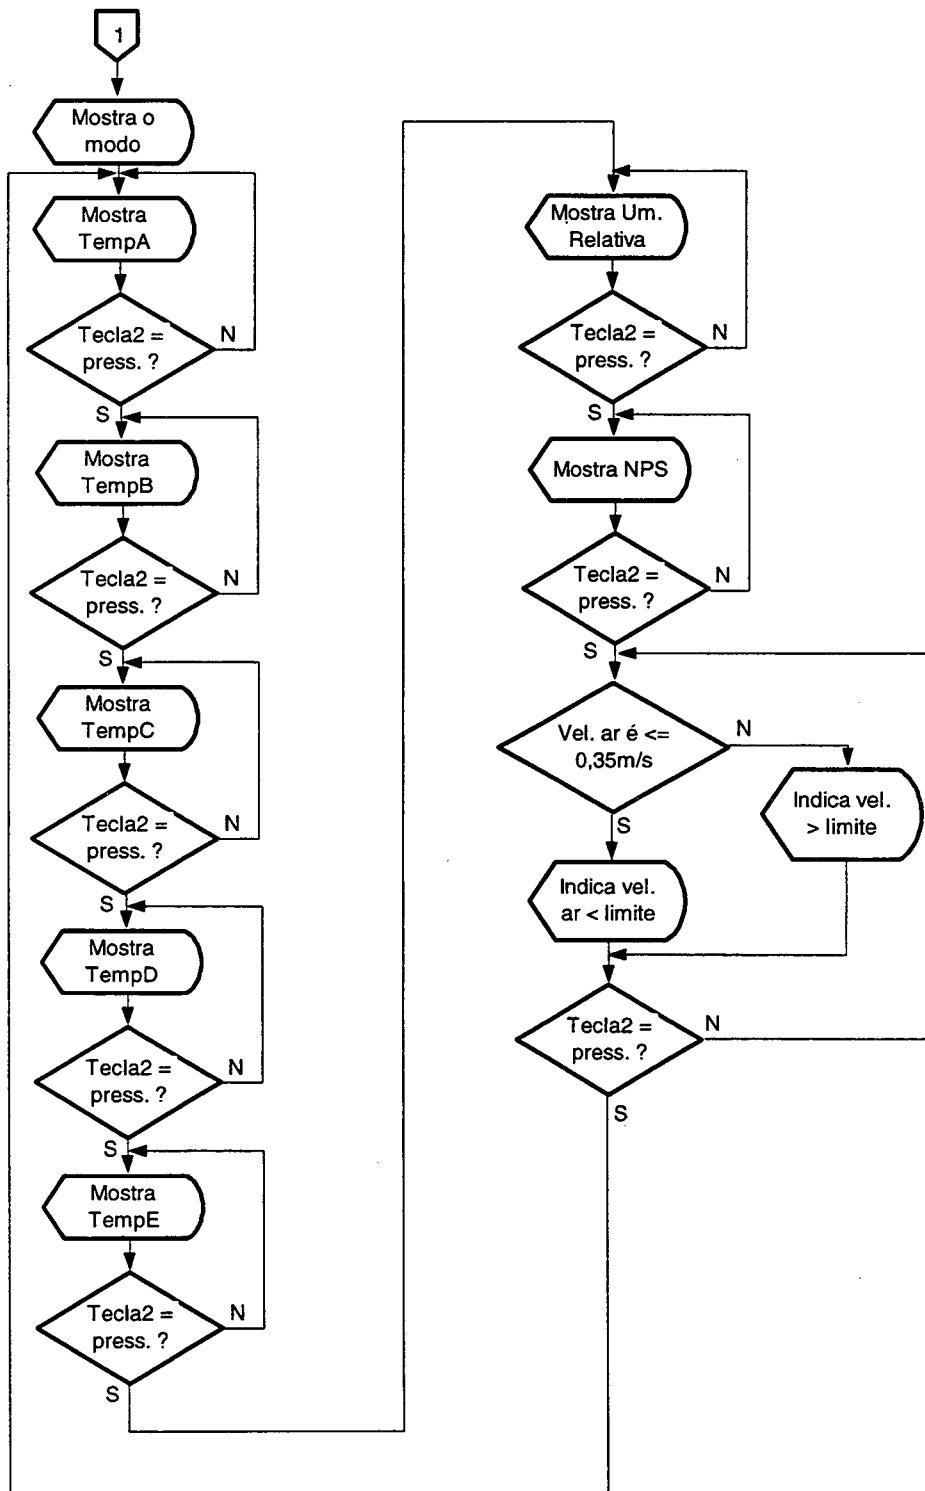 1
Mostra o
modo
Mostra
TempA
Tecla2 =
press. ?
N
S
Mostra
TempB
Tecla2 =
press. ?
N
S
Mostra
TempC
Tecla2 =
press. ?
N
S
Mostra
TempD
Tecla2 =
press. ?
N
S
Mostra
TempE
Tecla2 =
press. ?
N
S
Mostra Um.
Relativa
Tecla2 =
press. ?
N
S
Mostra NPS
Tecla2 =
press. ?
N
S
Vel. ar é <=
0,35m/s
N
Indica vel.
> limite
S
Indica vel.
ar < limite
Tecla2 =
press. ?
N
S